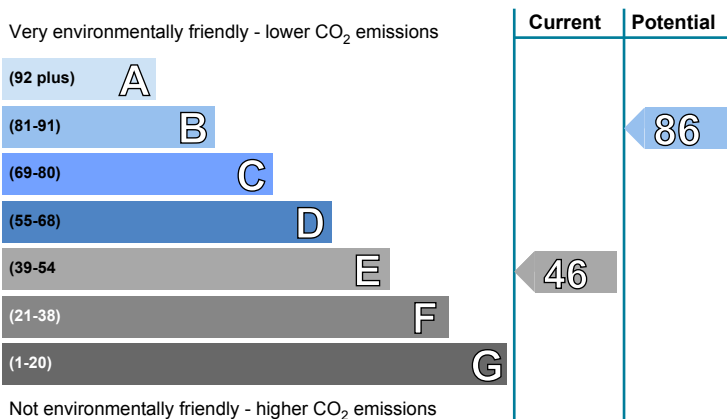 Current Potential
Very environmentally friendly - lower CO2 emissions
(92 plus) A
(81-91) B 86
(69-80) C
(55-68) D
(39-54 E 46
(21-38) F
(1-20) G
Not environmentally friendly - higher CO2 emissions